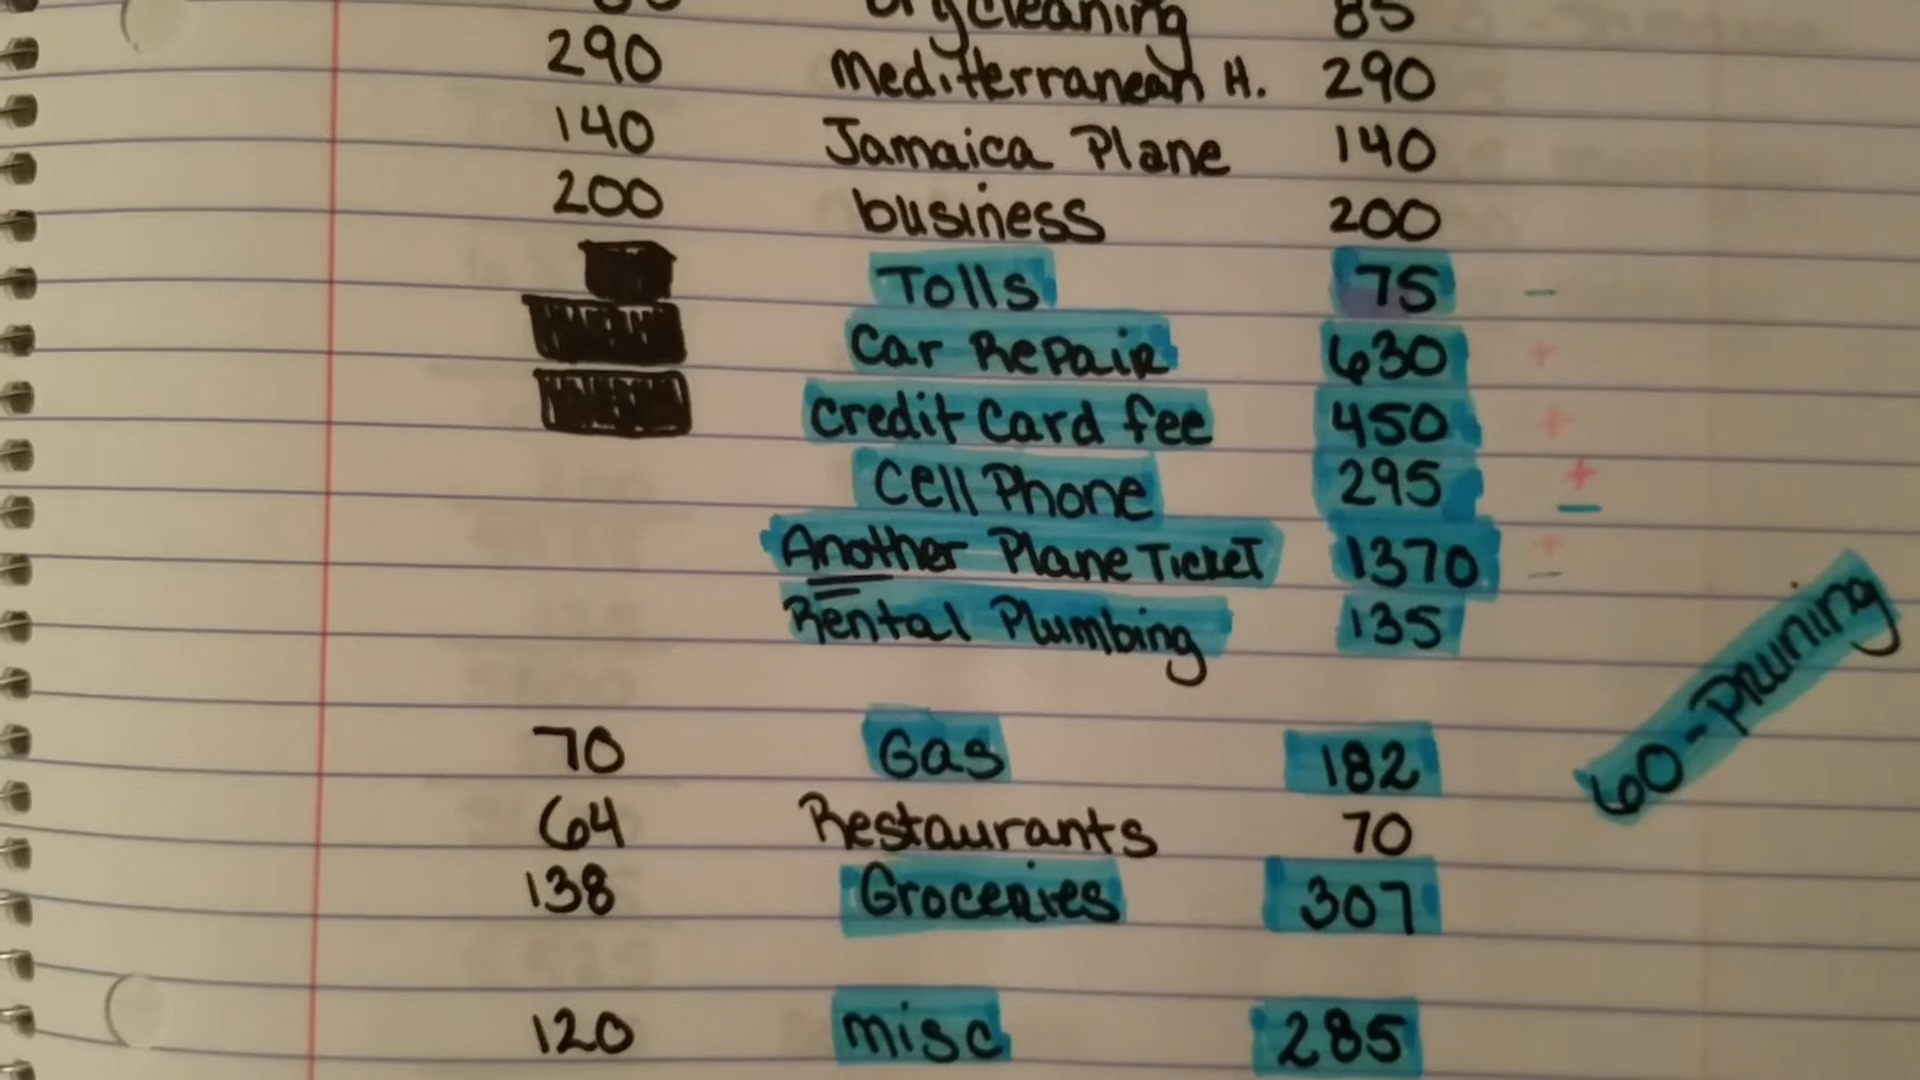 Drycleaning 85
290 Mediterranean H. 290
140 Jamaica Plane 140
200 business 200
Tolls 75 -
Car Repair 630 +
Credit Card fee 450 +
Cell Phone 295 + -
Another Plane Ticket 1370 + -
Rental Plumbing 135
60-Pruning
70 Gas 182
64 Restaurants 70
138 Groceries 307
120 misc 285